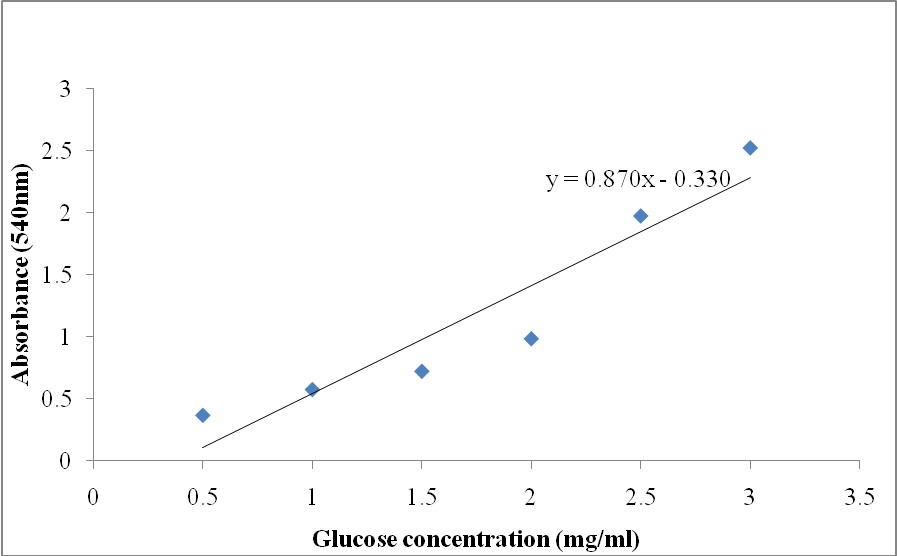 3
2.5
2
1.5
1
0.5
0
y = 0.870x - 0.330
0 0.5 1 1.5 2 2.5 3 3.5
Absorbance (540nm)
Glucose concentration (mg/ml)